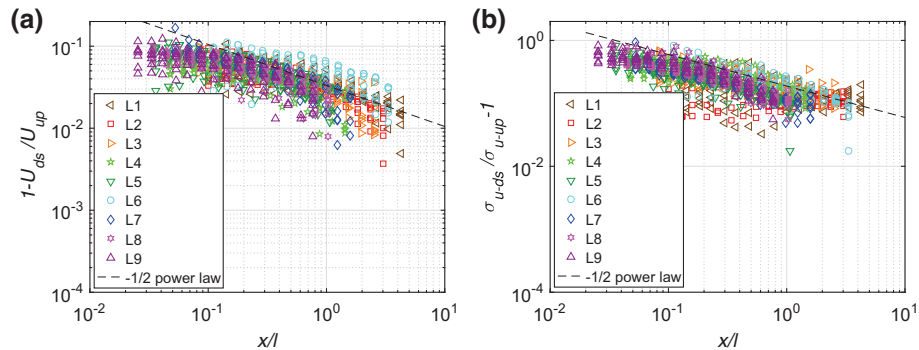 (a)
10^-1
10^-2
10^-3
10^-4
1-U_ds/U_up
L1
L2
L3
L4
L5
L6
L7
L8
L9
-1/2 power law
10^-2
10^-1
10^0
10^1
x/l
(b)
10^0
10^-2
10^-4
σ_u-ds/σ_u-up-1
L1
L2
L3
L4
L5
L6
L7
L8
L9
-1/2 power law
10^-2
10^-1
10^0
10^1
x/l